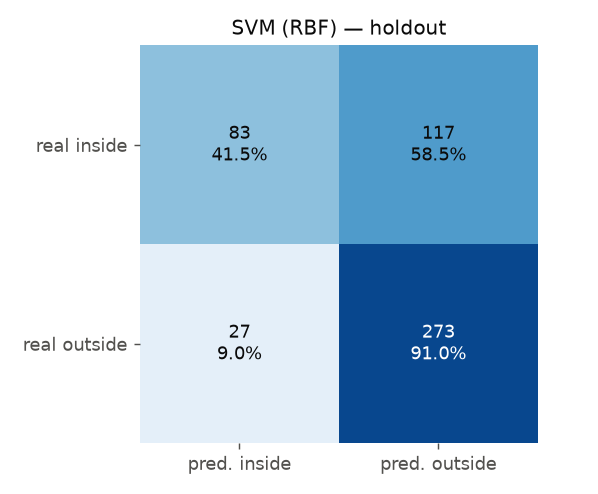 SVM (RBF) — holdout
real inside
83
41.5%
117
58.5%
real outside
27
9.0%
273
91.0%
pred. inside
pred. outside